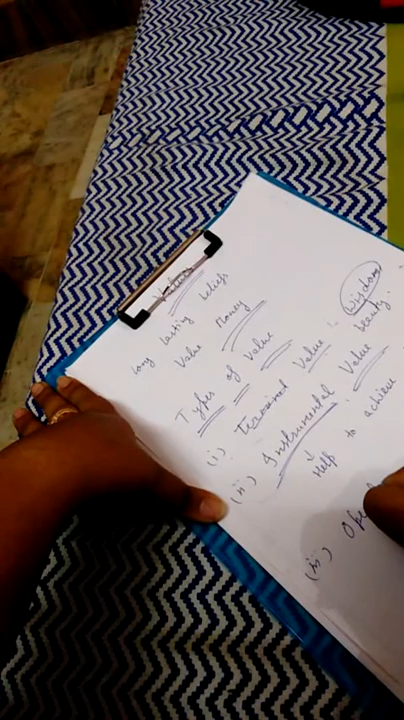 Values
long lasting beliefs
Value Money
Types of Value
(i). Terminal Value : Wisdom
beauty.
(ii). Instrumental Value
↓
Help to achieve
(iii)